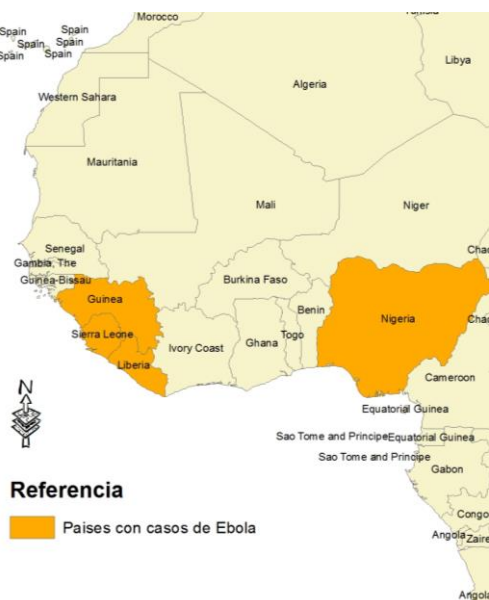 Morocco
Spain
Spain
Spain
Spain
Spain
Libya
Algeria
Western Sahara
Mauritania
Mali
Niger
Senegal
Chad
Gambia, The
Guinea-Bissau
Burkina Faso
Guinea
Benin
Nigeria
Chad
Sierra Leone
Ivory Coast
Ghana
Togo
Liberia
Cameroon
N
Equatorial Guinea
Sao Tome and Principe
Equatorial Guinea
Sao Tome and Principe
Gabon
Referencia
Congo
Paises con casos de Ebola
Angola
Zaire
Angola